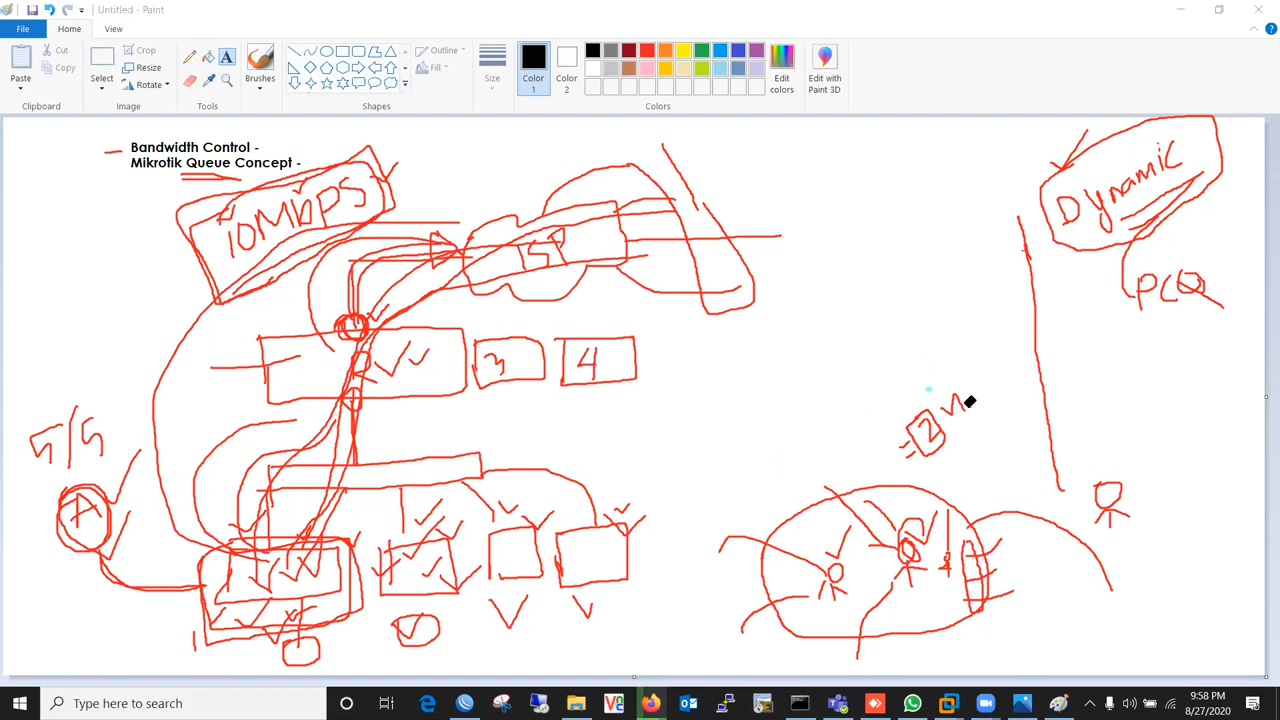 Untitled - Paint
File
Home
View
Paste
Cut
Copy
Clipboard
Select
Crop
Resize
Rotate
Image
Tools
Brushes
Outline
Fill
Shapes
Size
Color
1
Color
2
Edit
colors
Edit with
Paint 3D
Colors
Bandwidth Control -
Mikrotik Queue Concept -
10Mbps
Dynamic
PCQ
3
4
A
2
Type here to search
9:58 PM
8/27/2020